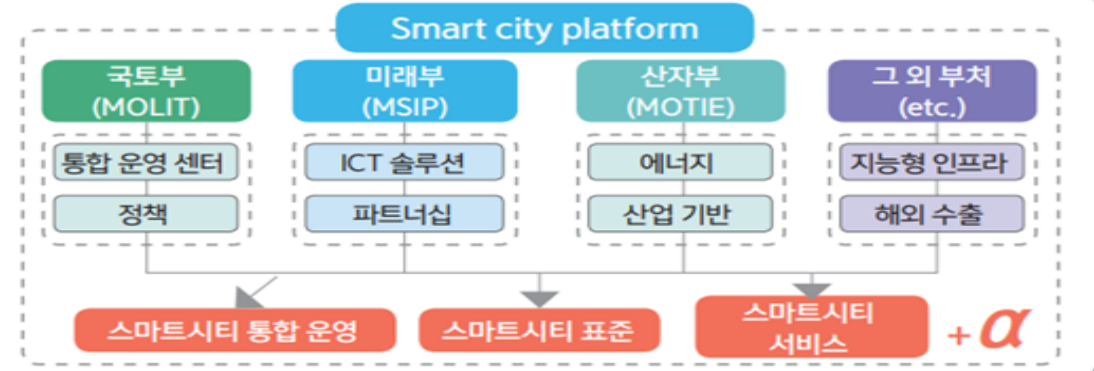 Smart city platform
국토부
(MOLIT)
미래부
(MSIP)
산자부
(MOTIE)
그 외 부처
(etc.)
통합 운영 센터
ICT 솔루션
에너지
지능형 인프라
정책
파트너십
산업 기반
해외 수출
스마트시티 통합 운영
스마트시티 표준
스마트시티
서비스
+α